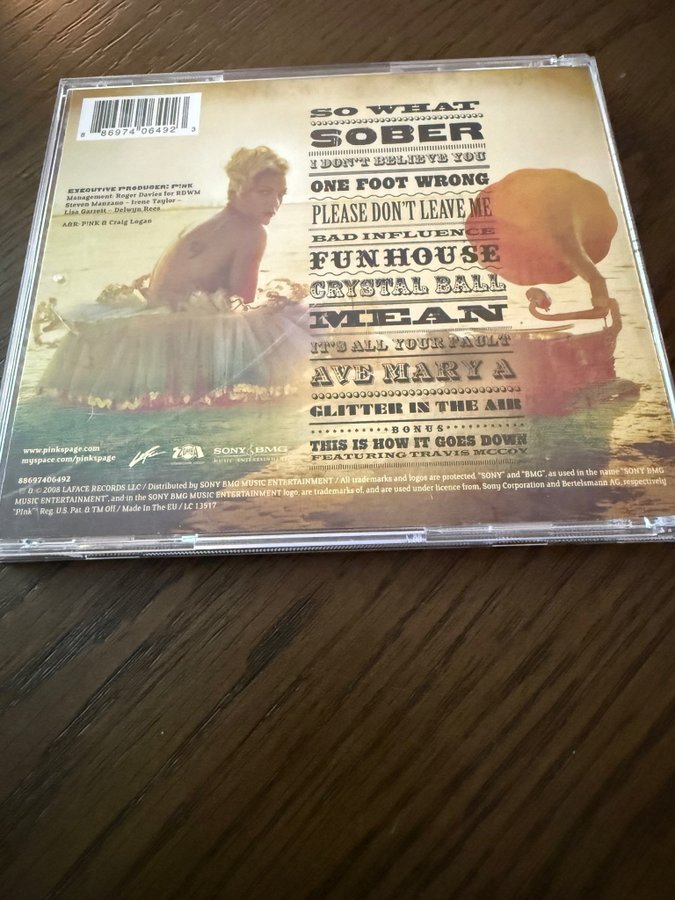 8 86974 06492 3
EXECUTIVE PRODUCER: P!NK
Management: Roger Davies for RDWM
Steven Manzano - Irene Taylor -
Lisa Garrett - Delwyn Rees
A&R: P!NK & Craig Logan
SO WHAT
SOBER
I DON'T BELIEVE YOU
ONE FOOT WRONG
PLEASE DON'T LEAVE ME
BAD INFLUENCE
FUNHOUSE
CRYSTAL BALL
MEAN
IT'S ALL YOUR FAULT
AVE MARY A
GLITTER IN THE AIR
BONUS
THIS IS HOW IT GOES DOWN
FEATURING TRAVIS MCCOY
www.pinkspage.com
myspace.com/pinkspage
LaFace
ZOMBA
SONY BMG
MUSIC ENTERTAINMENT
88697406492
℗ & © 2008 LAFACE RECORDS LLC / Distributed by SONY BMG MUSIC ENTERTAINMENT / All trademarks and logos are protected "SONY" and "BMG", as used in the name "SONY BMG
MUSIC ENTERTAINMENT", and in the SONY BMG MUSIC ENTERTAINMENT logo, are trademarks of, and are used under licence from, Sony Corporation and Bertelsmann AG, respectively
"P!nk"® Reg. U.S. Pat. & TM Off / Made In The EU / LC 13517